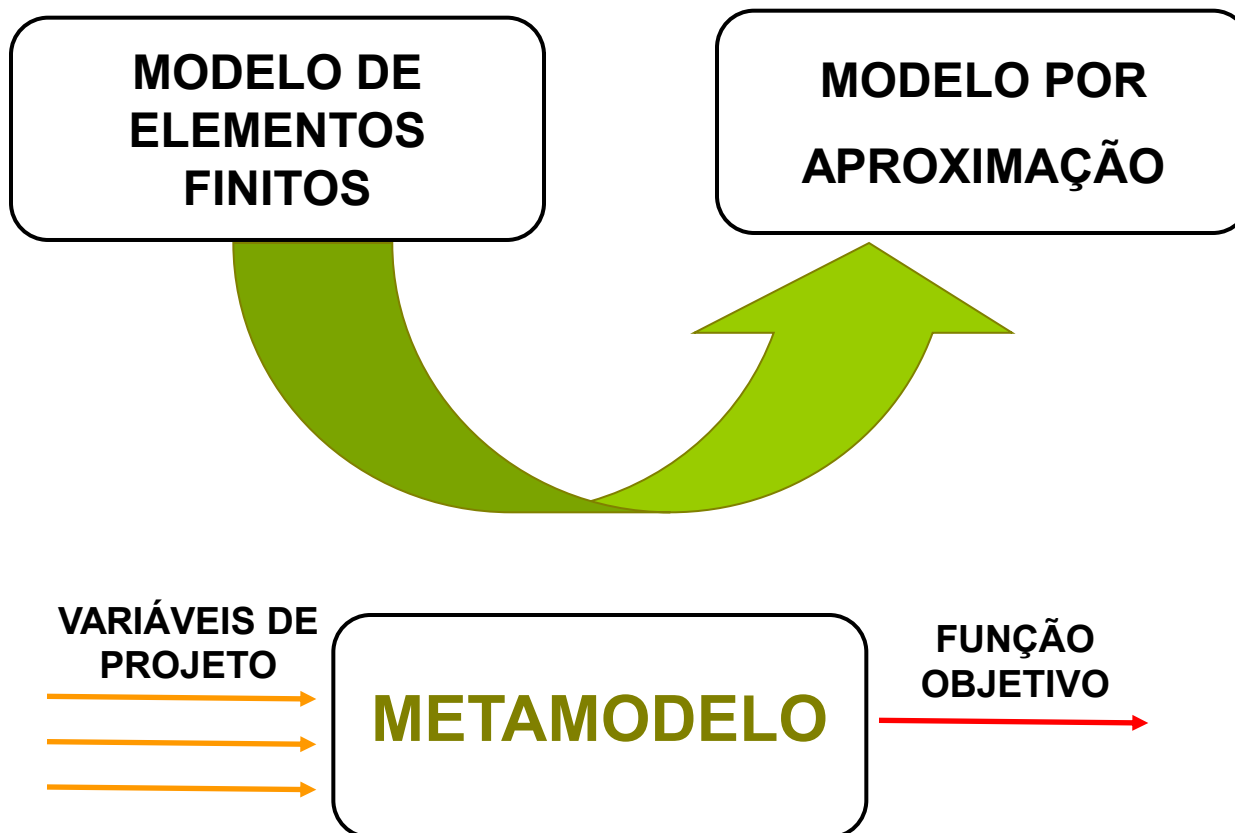 MODELO DE
ELEMENTOS
FINITOS
MODELO POR
APROXIMAÇÃO
VARIÁVEIS DE
PROJETO
METAMODELO
FUNÇÃO
OBJETIVO